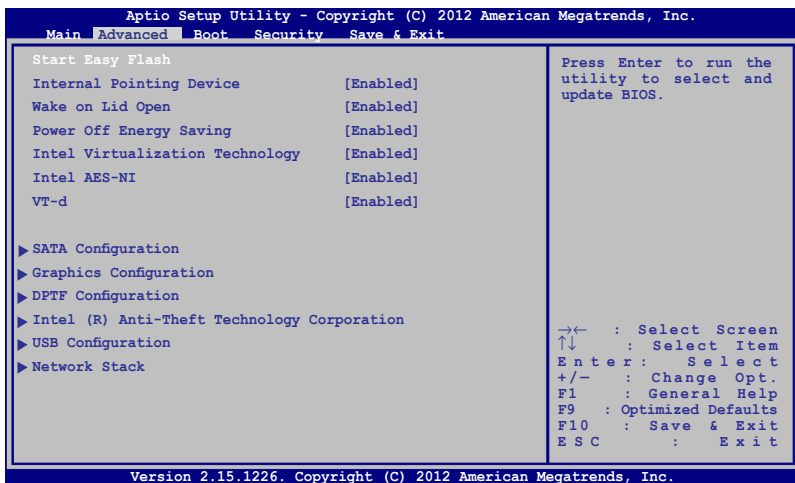 Aptio Setup Utility - Copyright (C) 2012 American Megatrends, Inc.
Main Advanced Boot Security Save & Exit
Start Easy Flash
Internal Pointing Device [Enabled]
Wake on Lid Open [Enabled]
Power Off Energy Saving [Enabled]
Intel Virtualization Technology [Enabled]
Intel AES-NI [Enabled]
VT-d [Enabled]
SATA Configuration
Graphics Configuration
DPTF Configuration
Intel (R) Anti-Theft Technology Corporation
USB Configuration
Network Stack
Press Enter to run the
utility to select and
update BIOS.
→← : Select Screen
↑↓ : Select Item
Enter: Select
+/— : Change Opt.
F1 : General Help
F9 : Optimized Defaults
F10 : Save & Exit
ESC : Exit
Version 2.15.1226. Copyright (C) 2012 American Megatrends, Inc.